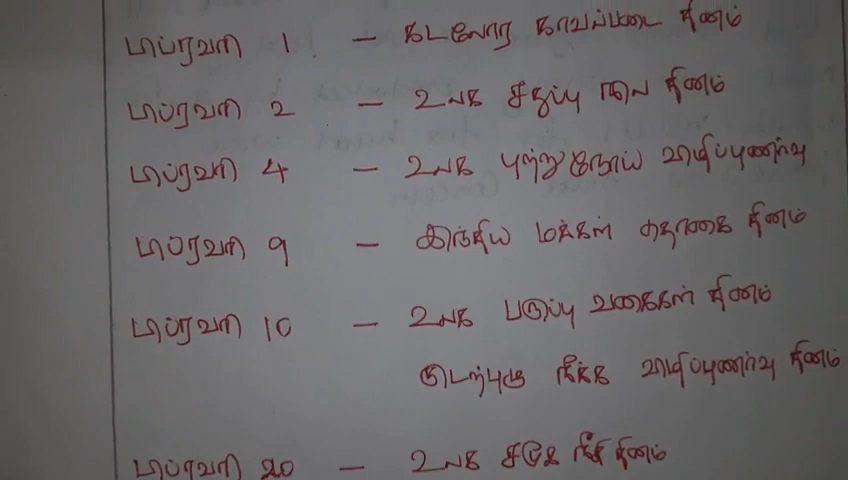 பிப்ரவரி 1 – கடலோர காவல்படை தினம்
பிப்ரவரி 2 – உலக சதுப்பு நில தினம்
பிப்ரவரி 4 – உலக புற்றுநோய் விழிப்புணர்வு
பிப்ரவரி 9 – இந்திய மக்கள் தொகை தினம்
பிப்ரவரி 10 – உலக பருப்பு வகைகள் தினம்
குடற்புழு நீக்க விழிப்புணர்வு தினம்
பிப்ரவரி 20 – உலக சமூக நீதி தினம்